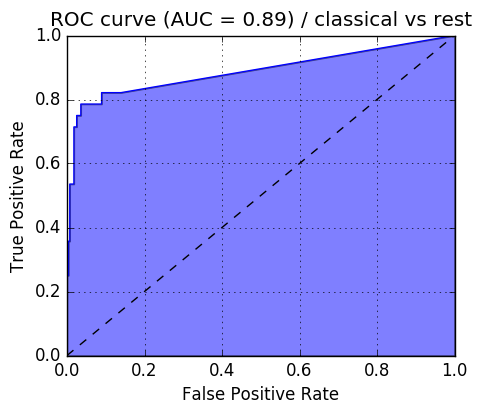 ROC curve (AUC = 0.89) / classical vs rest
1.0
0.8
0.6
0.4
0.2
0.0
True Positive Rate
0.0 0.2 0.4 0.6 0.8 1.0
False Positive Rate